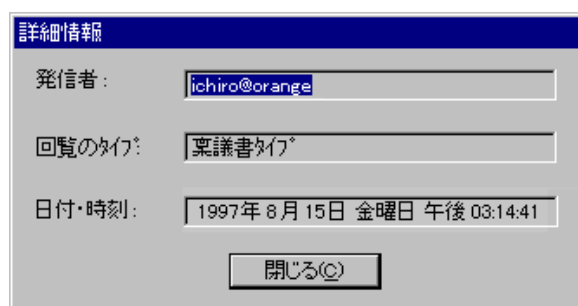 詳細情報
発信者: ichiro@orange
回覧のﾀｲﾌﾟ: 稟議書ﾀｲﾌﾟ
日付・時刻: 1997年 8月 15日 金曜日 午後 03:14:41
閉じる(C)